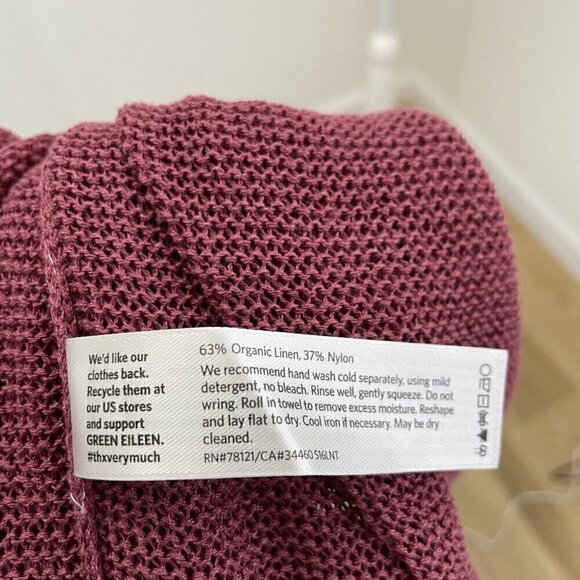 We'd like our
clothes back.
Recycle them at
our US stores
and support
GREEN EILEEN.
#thxverymuch
63% Organic Linen, 37% Nylon
We recommend hand wash cold separately, using mild
detergent, no bleach. Rinse well, gently squeeze. Do not
wring. Roll in towel to remove excess moisture. Reshape
and lay flat to dry. Cool iron if necessary. May be dry
cleaned.
RN#78121/CA#34460 S16LNT